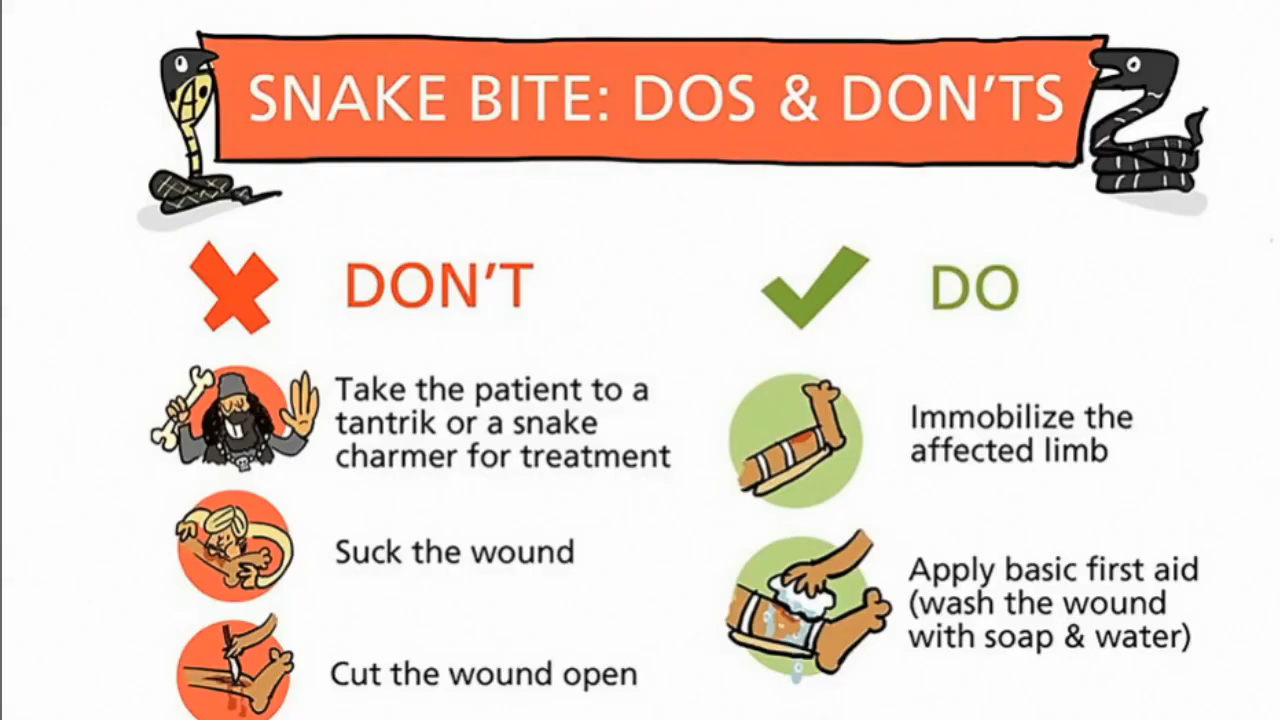 SNAKE BITE: DOS & DON'TS
DON'T
Take the patient to a
tantrik or a snake
charmer for treatment
Suck the wound
Cut the wound open
DO
Immobilize the
affected limb
Apply basic first aid
(wash the wound
with soap & water)